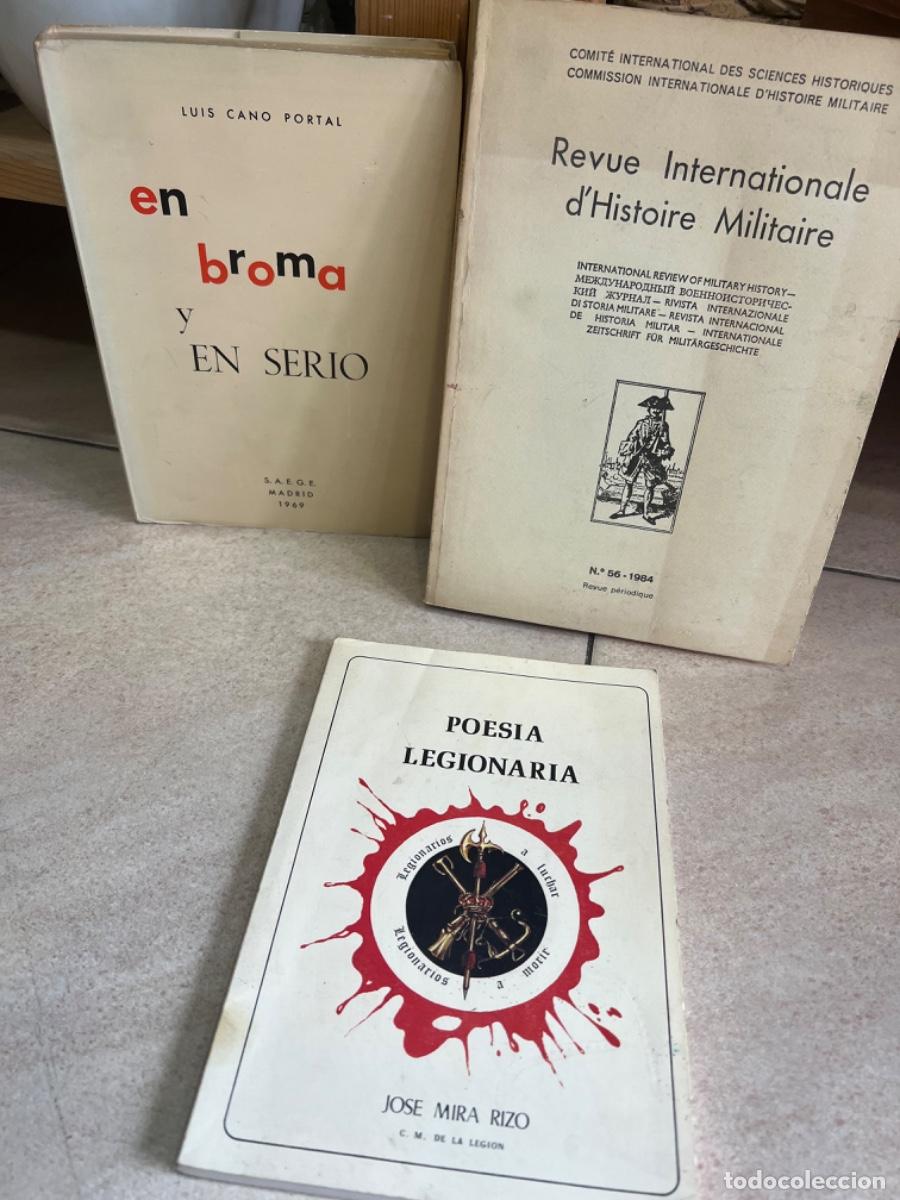 LUIS CANO PORTAL
en
broma
y
EN SERIO
S.A.E.G.E.
MADRID
1969
COMITÉ INTERNATIONAL DES SCIENCES HISTORIQUES
COMMISSION INTERNATIONALE D'HISTOIRE MILITAIRE
Revue Internationale
d'Histoire Militaire
INTERNATIONAL REVIEW OF MILITARY HISTORY—
МЕЖДУНАРОДНЫЙ ВОЕННОИСТОРИЧЕС-
КИЙ ЖУРНАЛ — RIVISTA INTERNAZIONALE
DI STORIA MILITARE — REVISTA INTERNACIONAL
DE HISTORIA MILITAR — INTERNATIONALE
ZEITSCHRIFT FÜR MILITÄRGESCHICHTE
N.º 56 - 1984
Revue périodique
POESIA
LEGIONARIA
Legionarios a luchar
Legionarios a morir
JOSE MIRA RIZO
C. M. DE LA LEGION
todocoleccion